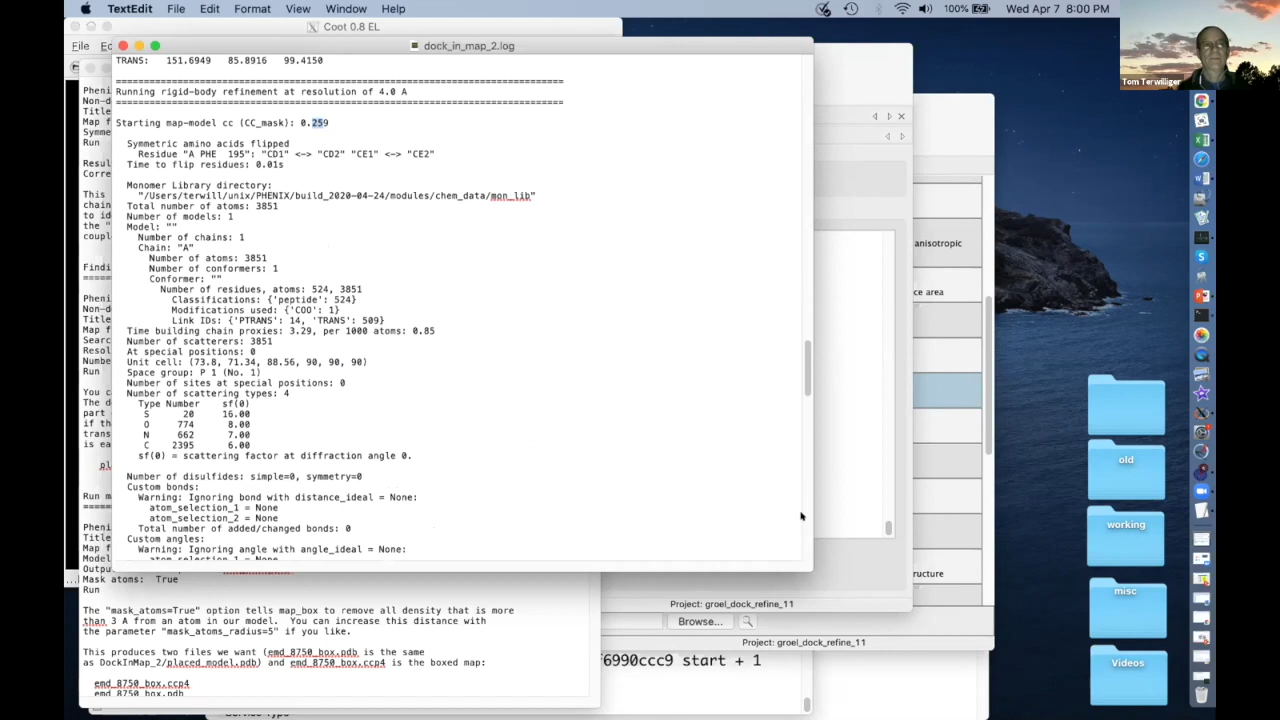 TextEdit File Edit Format View Window Help 100% Wed Apr 7 8:00 PM
Coot 0.8 EL
File
dock_in_map_2.log
Tom Terwilliger
TRANS: 151.6949 85.8916 99.4150
Running rigid-body refinement at resolution of 4.0 A
Starting map-model cc (CC_mask): 0.259
Symmetric amino acids flipped
Residue "A PHE 195": "CD1" <-> "CD2" "CE1" <-> "CE2"
Time to flip residues: 0.01s
Monomer Library directory:
"/Users/terwill/unix/PHENIX/build_2020-04-24/modules/chem_data/mon_lib"
Total number of atoms: 3851
Number of models: 1
Model: ""
Number of chains: 1
Chain: "A"
Number of atoms: 3851
Number of conformers: 1
Conformer: ""
Number of residues, atoms: 524, 3851
Classifications: {'peptide': 524}
Modifications used: {'COO': 1}
Link IDs: {'PTRANS': 14, 'TRANS': 509}
Time building chain proxies: 3.29, per 1000 atoms: 0.85
Number of scatterers: 3851
At special positions: 0
Unit cell: (73.8, 71.34, 88.56, 90, 90, 90)
Space group: P 1 (No. 1)
Number of sites at special positions: 0
Number of scattering types: 4
Type Number sf(0)
S 20 16.00
O 774 8.00
N 662 7.00
C 2395 6.00
sf(0) = scattering factor at diffraction angle 0.
Number of disulfides: simple=0, symmetry=0
Custom bonds:
Warning: Ignoring bond with distance_ideal = None:
atom_selection_1 = None
atom_selection_2 = None
Total number of added/changed bonds: 0
Custom angles:
Warning: Ignoring angle with angle_ideal = None:
atom_selection_1 = None
Mask atoms: True
Run
The "mask_atoms=True" option tells map_box to remove all density that is more
than 3 A from an atom in our model. You can increase this distance with
the parameter "mask_atoms_radius=5" if you like.
This produces two files we want (emd_8750_box.pdb is the same
as DockInMap_2/placed_model.pdb) and emd_8750_box.ccp4 is the boxed map:
emd_8750_box.ccp4
emd_8750_box.pdb
anisotropic
ce area
ructure
Project: groel_dock_refine_11
Browse...
Project: groel_dock_refine_11
6990ccc9 start + 1
old
working
misc
Videos